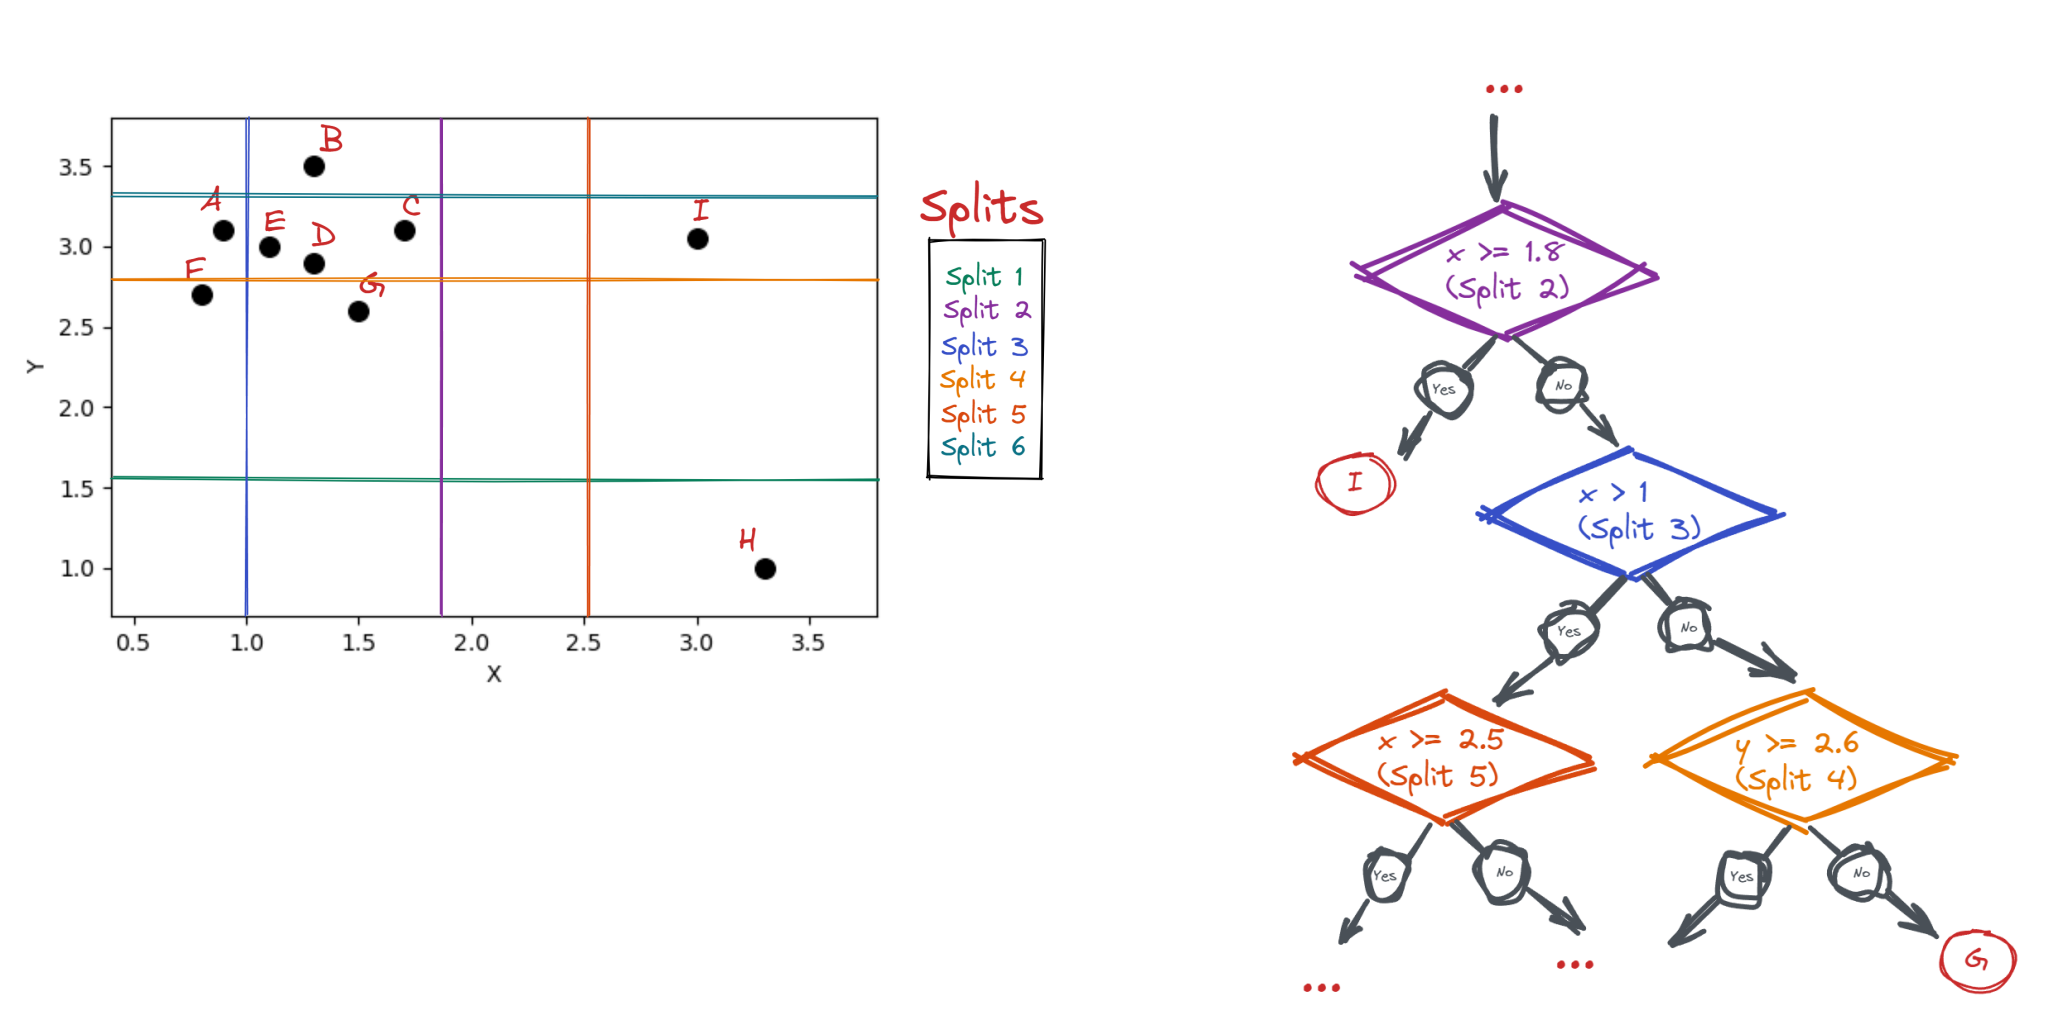 B
A
E
D
C
I
F
G
H
3.5
3.0
2.5
2.0
1.5
1.0
Y
0.5 1.0 1.5 2.0 2.5 3.0 3.5
X
Splits
Split 1
Split 2
Split 3
Split 4
Split 5
Split 6
...
x >= 1.8
(Split 2)
Yes
No
I
x > 1
(Split 3)
Yes
No
x >= 2.5
(Split 5)
y >= 2.6
(Split 4)
Yes
No
Yes
No
...
...
G